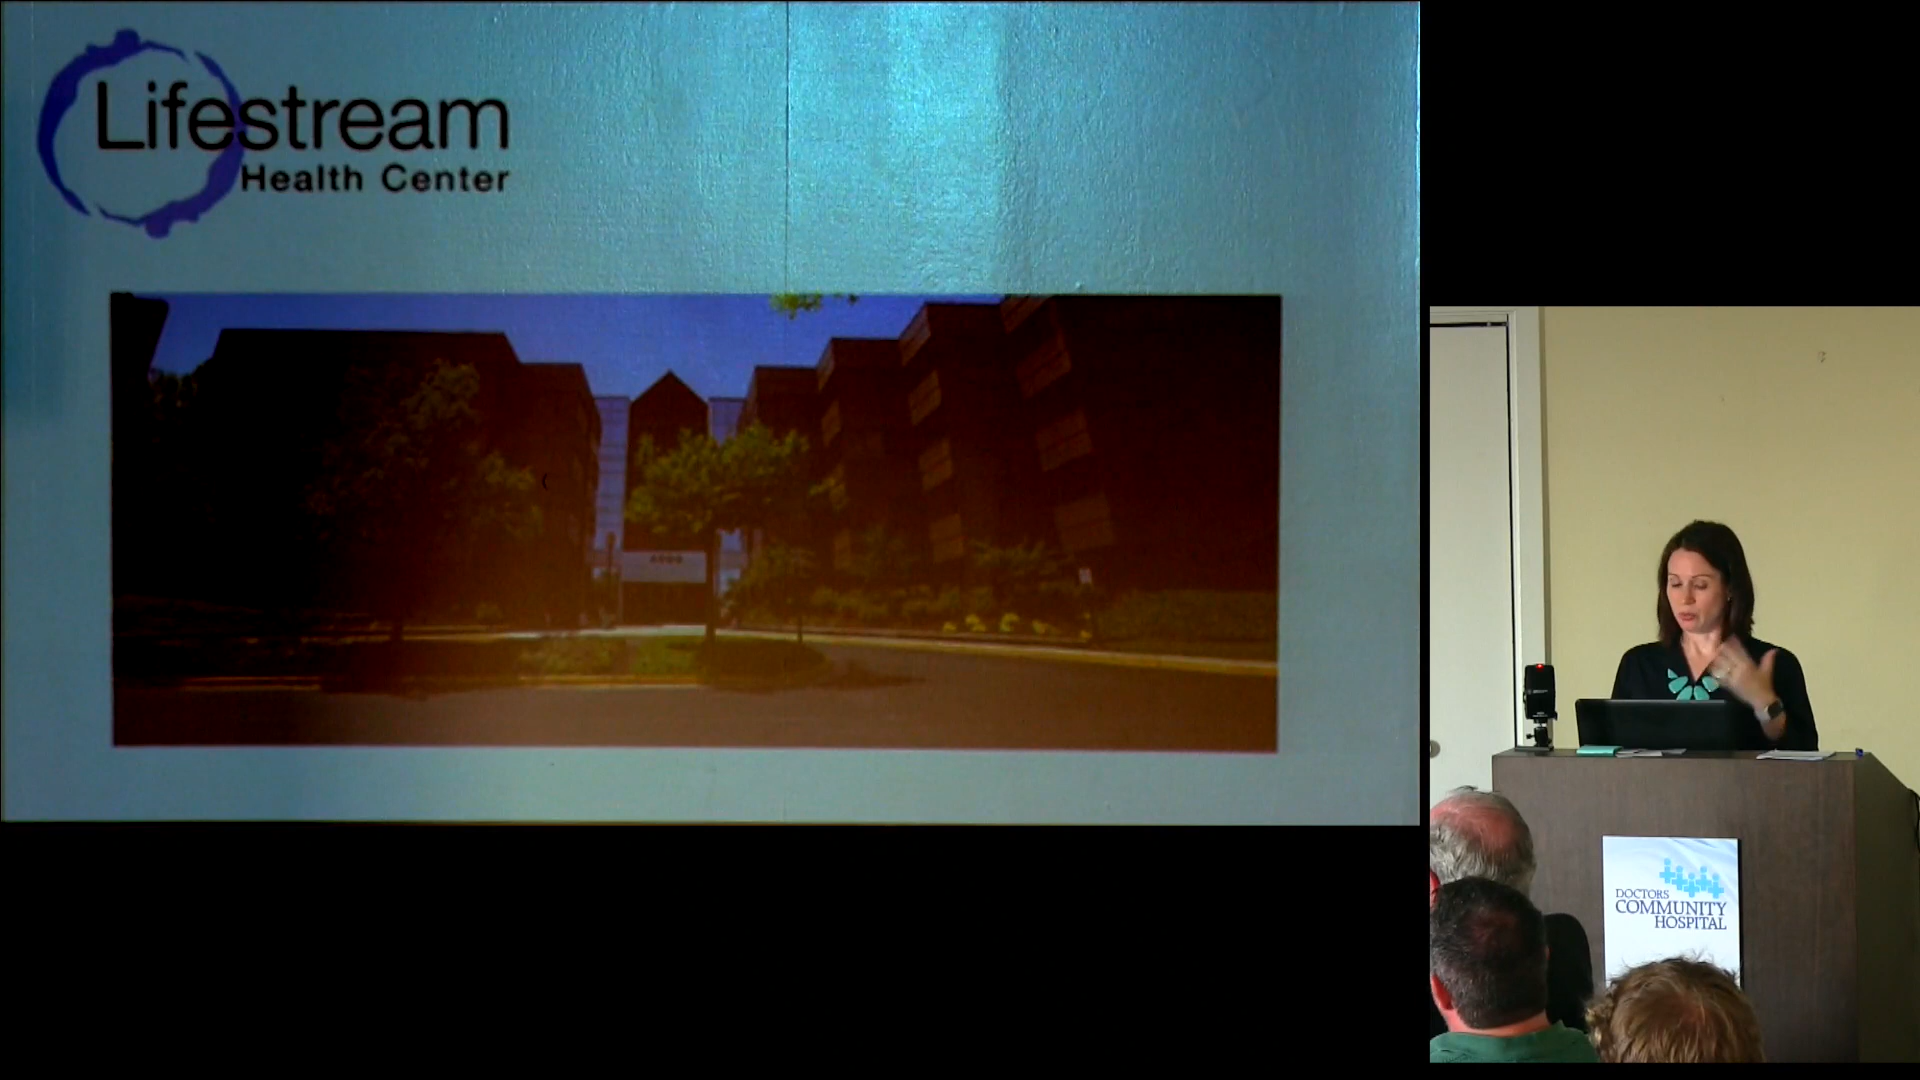 Lifestream
Health Center
DOCTORS
COMMUNITY
HOSPITAL